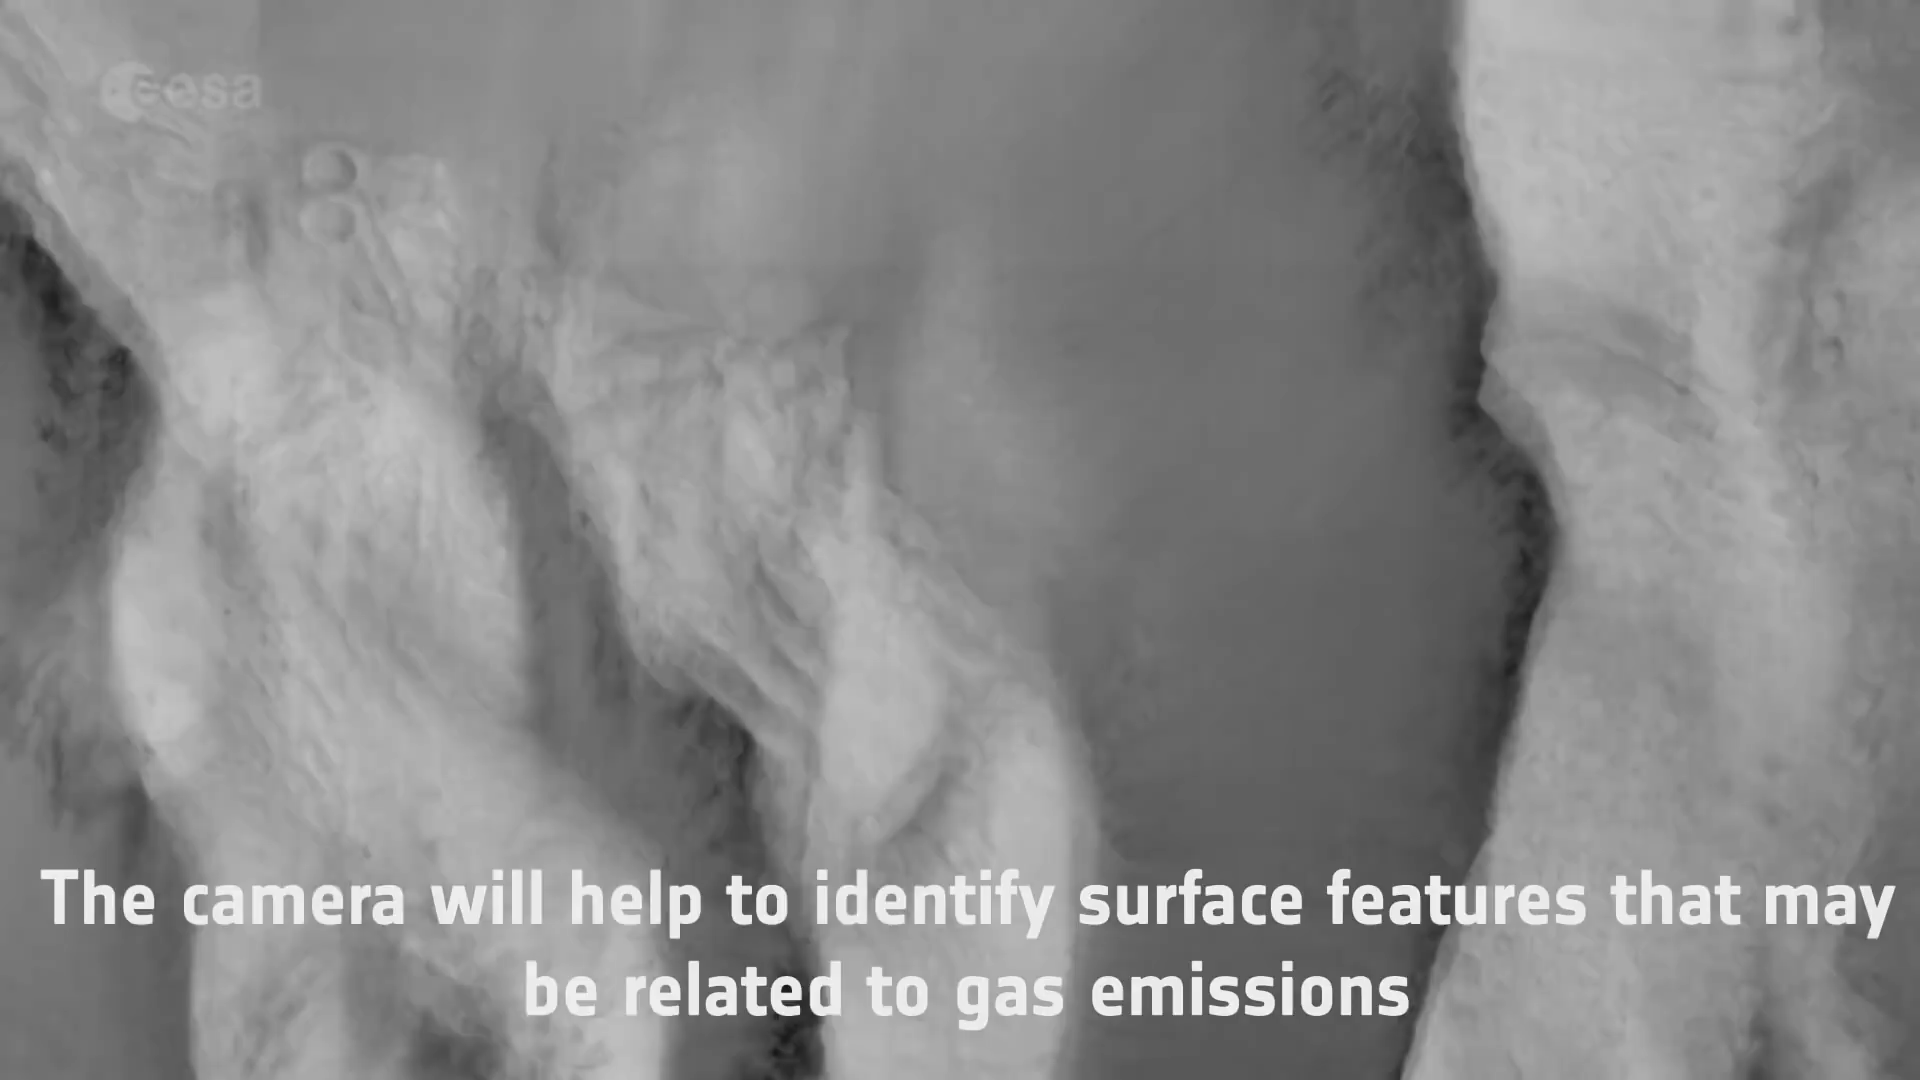 esa
The camera will help to identify surface features that may
be related to gas emissions